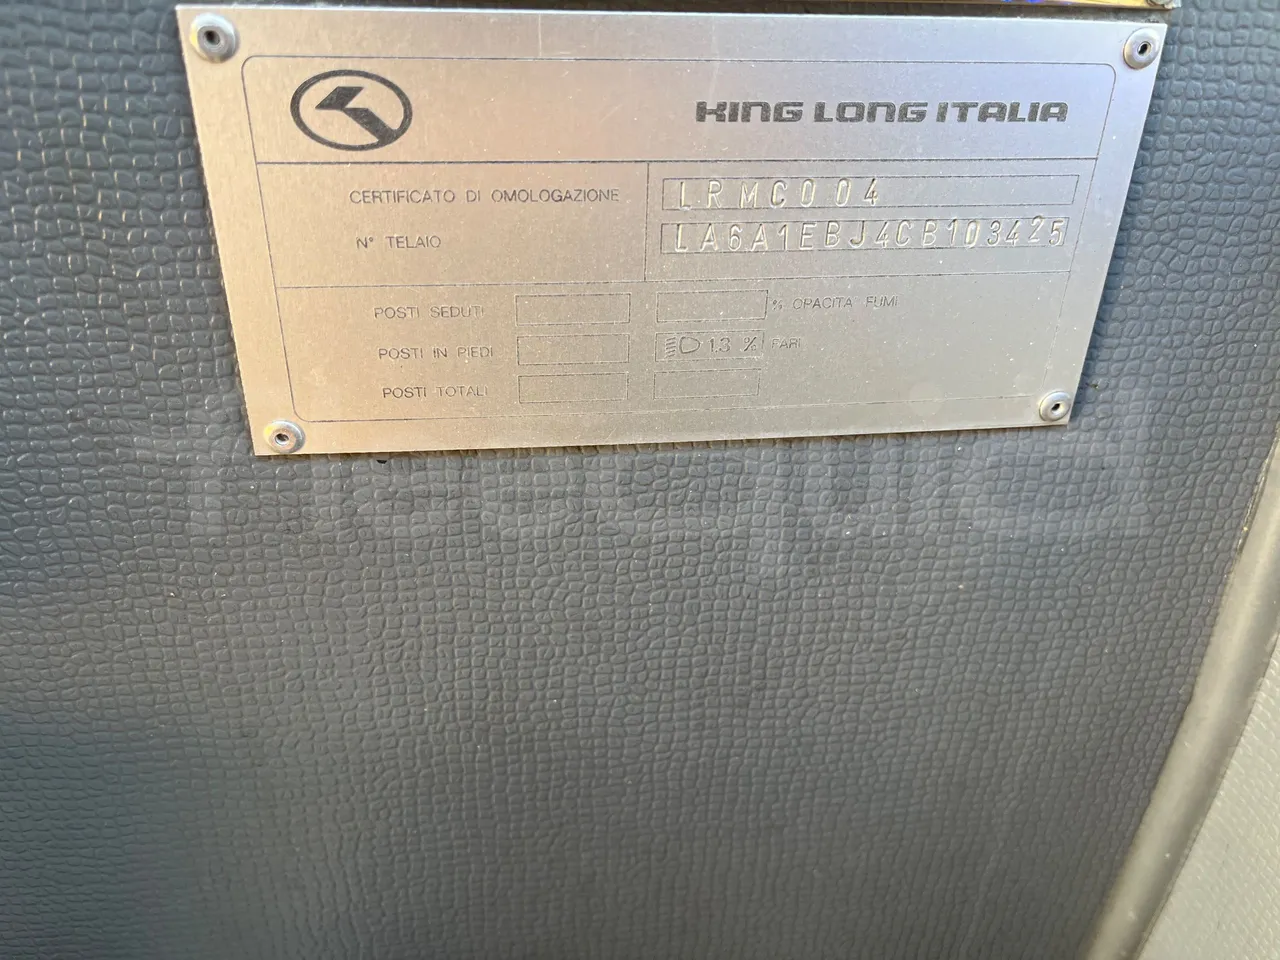 KING LONG ITALIA
CERTIFICATO DI OMOLOGAZIONE LRMC004
N° TELAIO LA6A1EBJ4CB103425
POSTI SEDUTI % OPACITA FUMI
POSTI IN PIEDI 1.3 % FARI
POSTI TOTALI